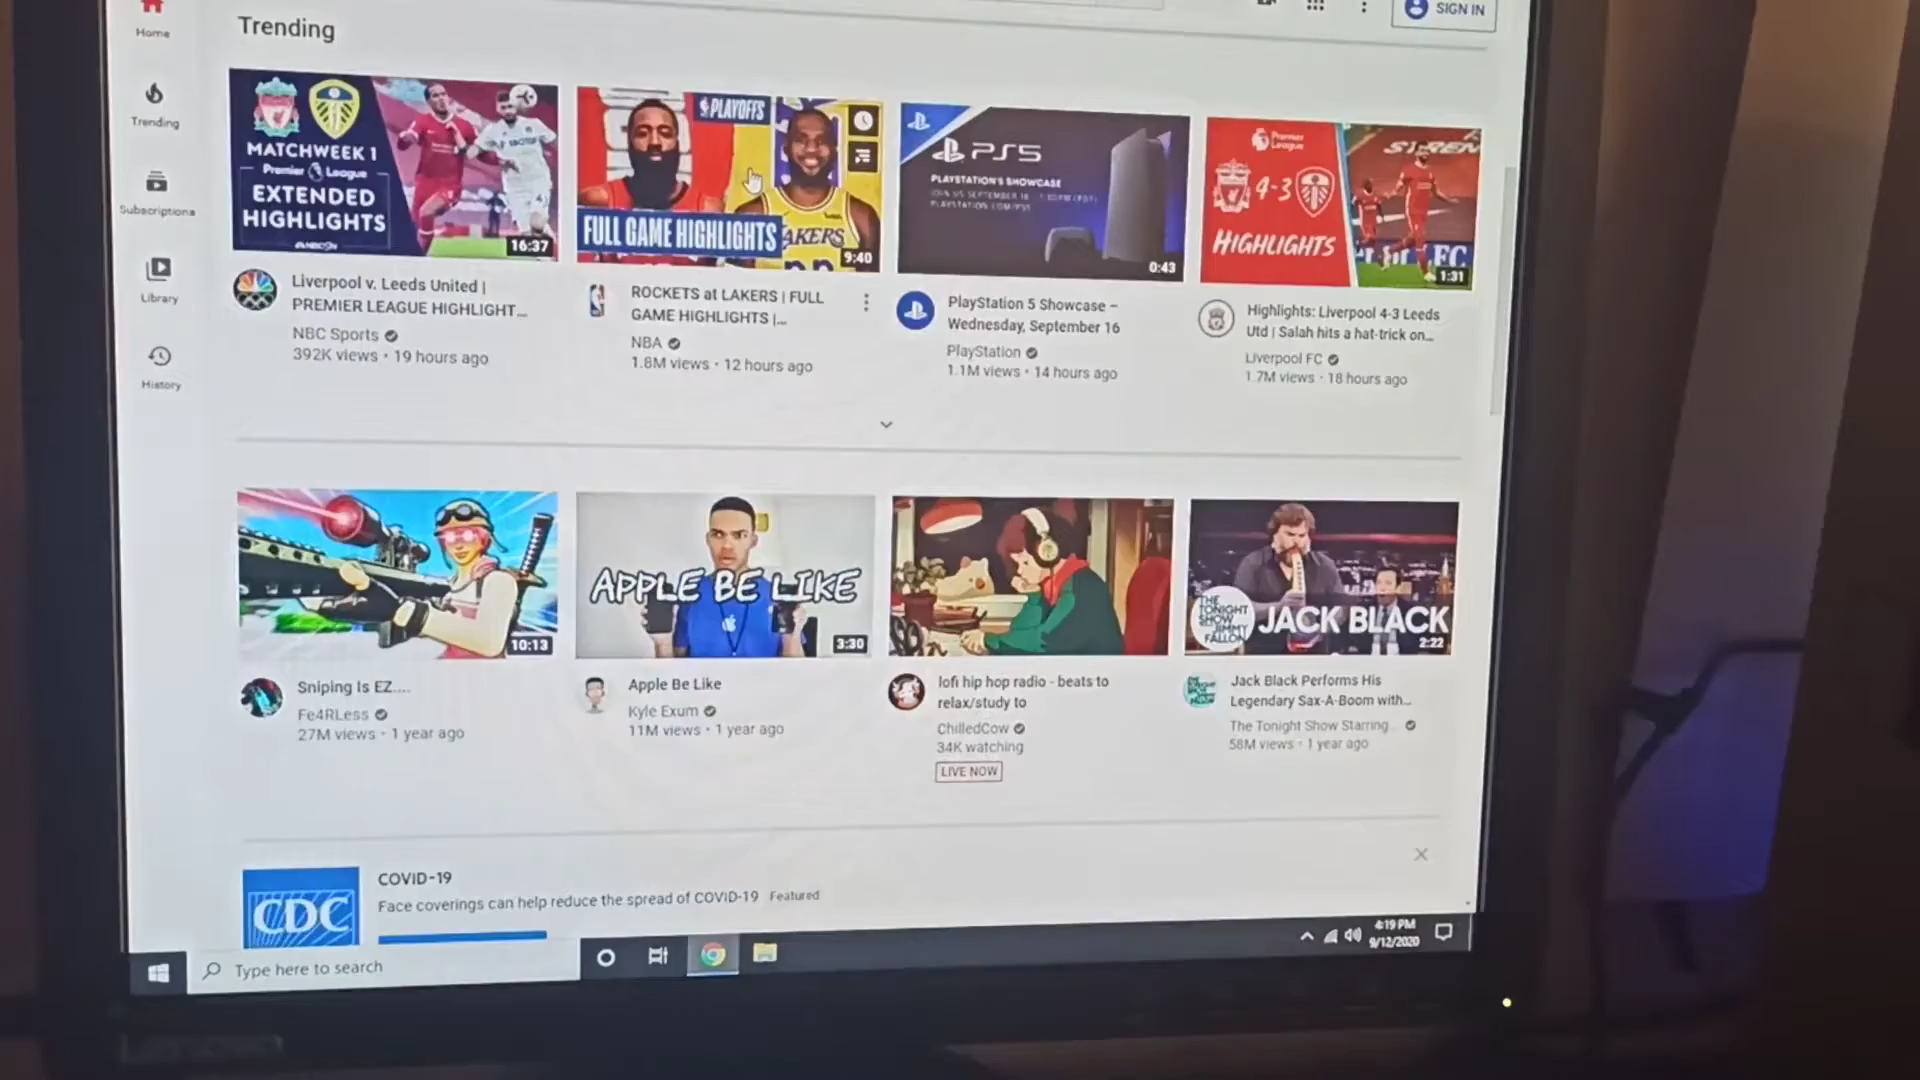 Home
SIGN IN
Trending
Trending
Subscriptions
Library
History
MATCHWEEK 1
Premier League
EXTENDED
HIGHLIGHTS
16:37
Liverpool v. Leeds United |
PREMIER LEAGUE HIGHLIGHT...
NBC Sports
392K views • 19 hours ago
PLAYOFFS
FULL GAME HIGHLIGHTS
LAKERS
9:40
ROCKETS at LAKERS | FULL
GAME HIGHLIGHTS |...
NBA
1.8M views • 12 hours ago
PS5
PLAYSTATION'S SHOWCASE
PLAYSTATION.COM/PS5
0:43
PlayStation 5 Showcase –
Wednesday, September 16
PlayStation
1.1M views • 14 hours ago
Premier
League
4-3
HIGHLIGHTS
FC
1:31
Highlights: Liverpool 4-3 Leeds
Utd | Salah hits a hat-trick on...
Liverpool FC
1.7M views • 18 hours ago
10:13
Sniping Is EZ....
Fe4RLess
27M views • 1 year ago
APPLE BE LIKE
3:30
Apple Be Like
Kyle Exum
11M views • 1 year ago
lofi hip hop radio - beats to
relax/study to
ChilledCow
34K watching
LIVE NOW
THE
TONIGHT
SHOW
JIMMY
FALLON
JACK BLACK
2:22
Jack Black Performs His
Legendary Sax-A-Boom with...
The Tonight Show Starring...
58M views • 1 year ago
CDC
COVID-19
Face coverings can help reduce the spread of COVID-19 Featured
Type here to search
4:19 PM
9/12/2020
Lenovo